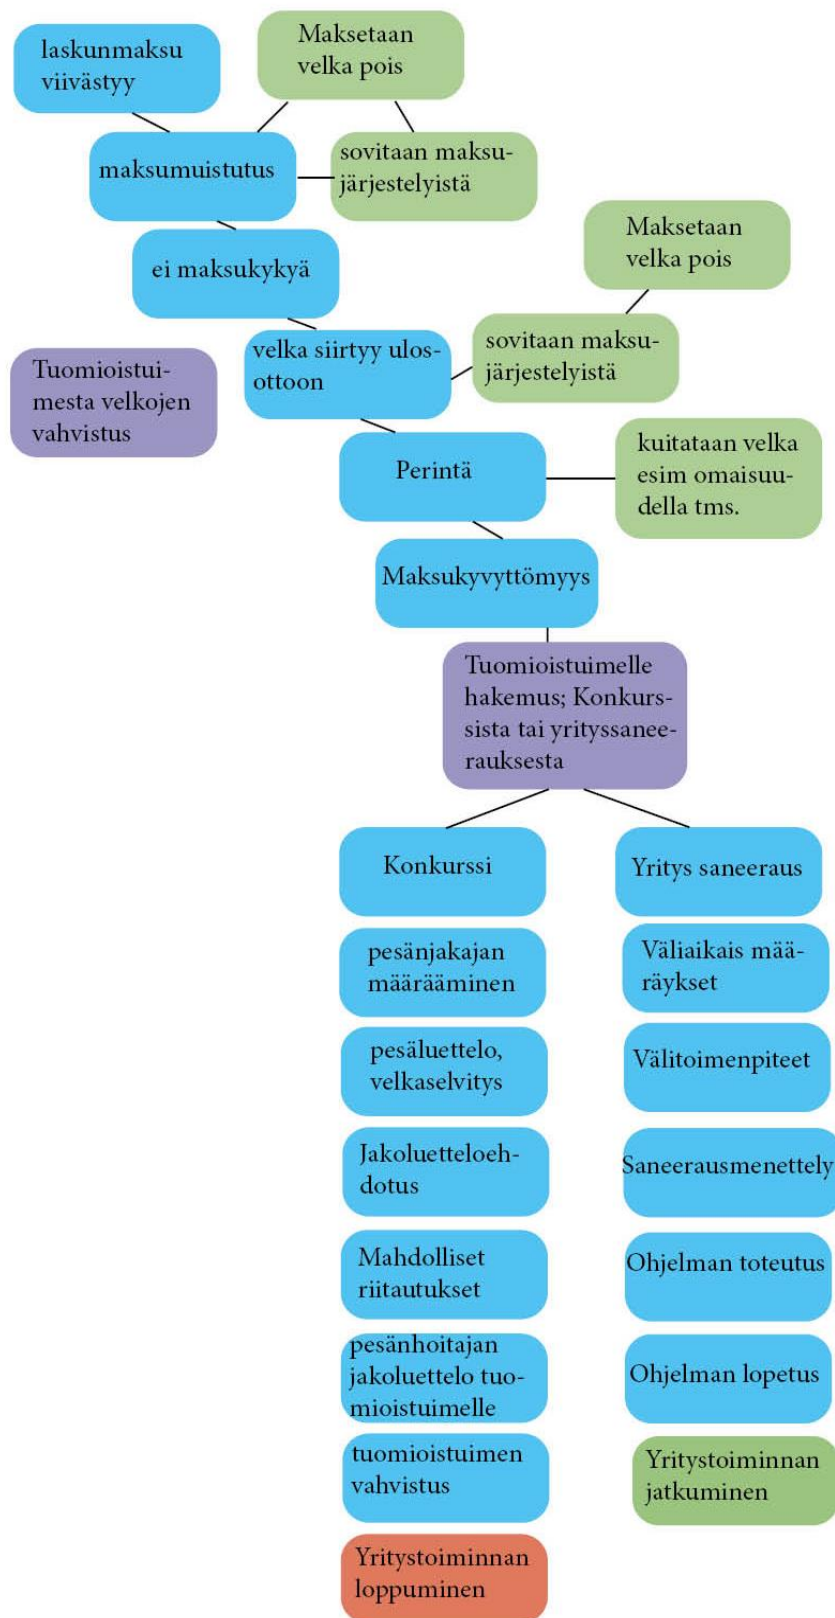 laskunmaksu
viivästyy
Maksetaan
velka pois
maksumuistutus
sovitaan maksu-
järjestelyistä
Maksetaan
velka pois
ei maksukykyä
velka siirtyy ulos-
ottoon
sovitaan maksu-
järjestelyistä
Tuomioistui-
mesta velkojen
vahvistus
Perintä
kuitataan velka
esim omaisuu-
della tms.
Maksukyvyttömyys
Tuomioistuimelle
hakemus; Konkurs-
sista tai yrityssanee-
rauksesta
Konkurssi
Yritys saneeraus
pesänjakajan
määrääminen
Väliaikais mää-
räykset
pesäluettelo,
velkaselvitys
Välitoimenpiteet
Jakoluetteloeh-
dotus
Saneerausmenettely
Mahdolliset
riitautukset
Ohjelman toteutus
pesänhoitajan
jakoluettelo tuo-
mioistuimelle
Ohjelman lopetus
tuomioistuimen
vahvistus
Yritystoiminnan
jatkuminen
Yritystoiminnan
loppuminen